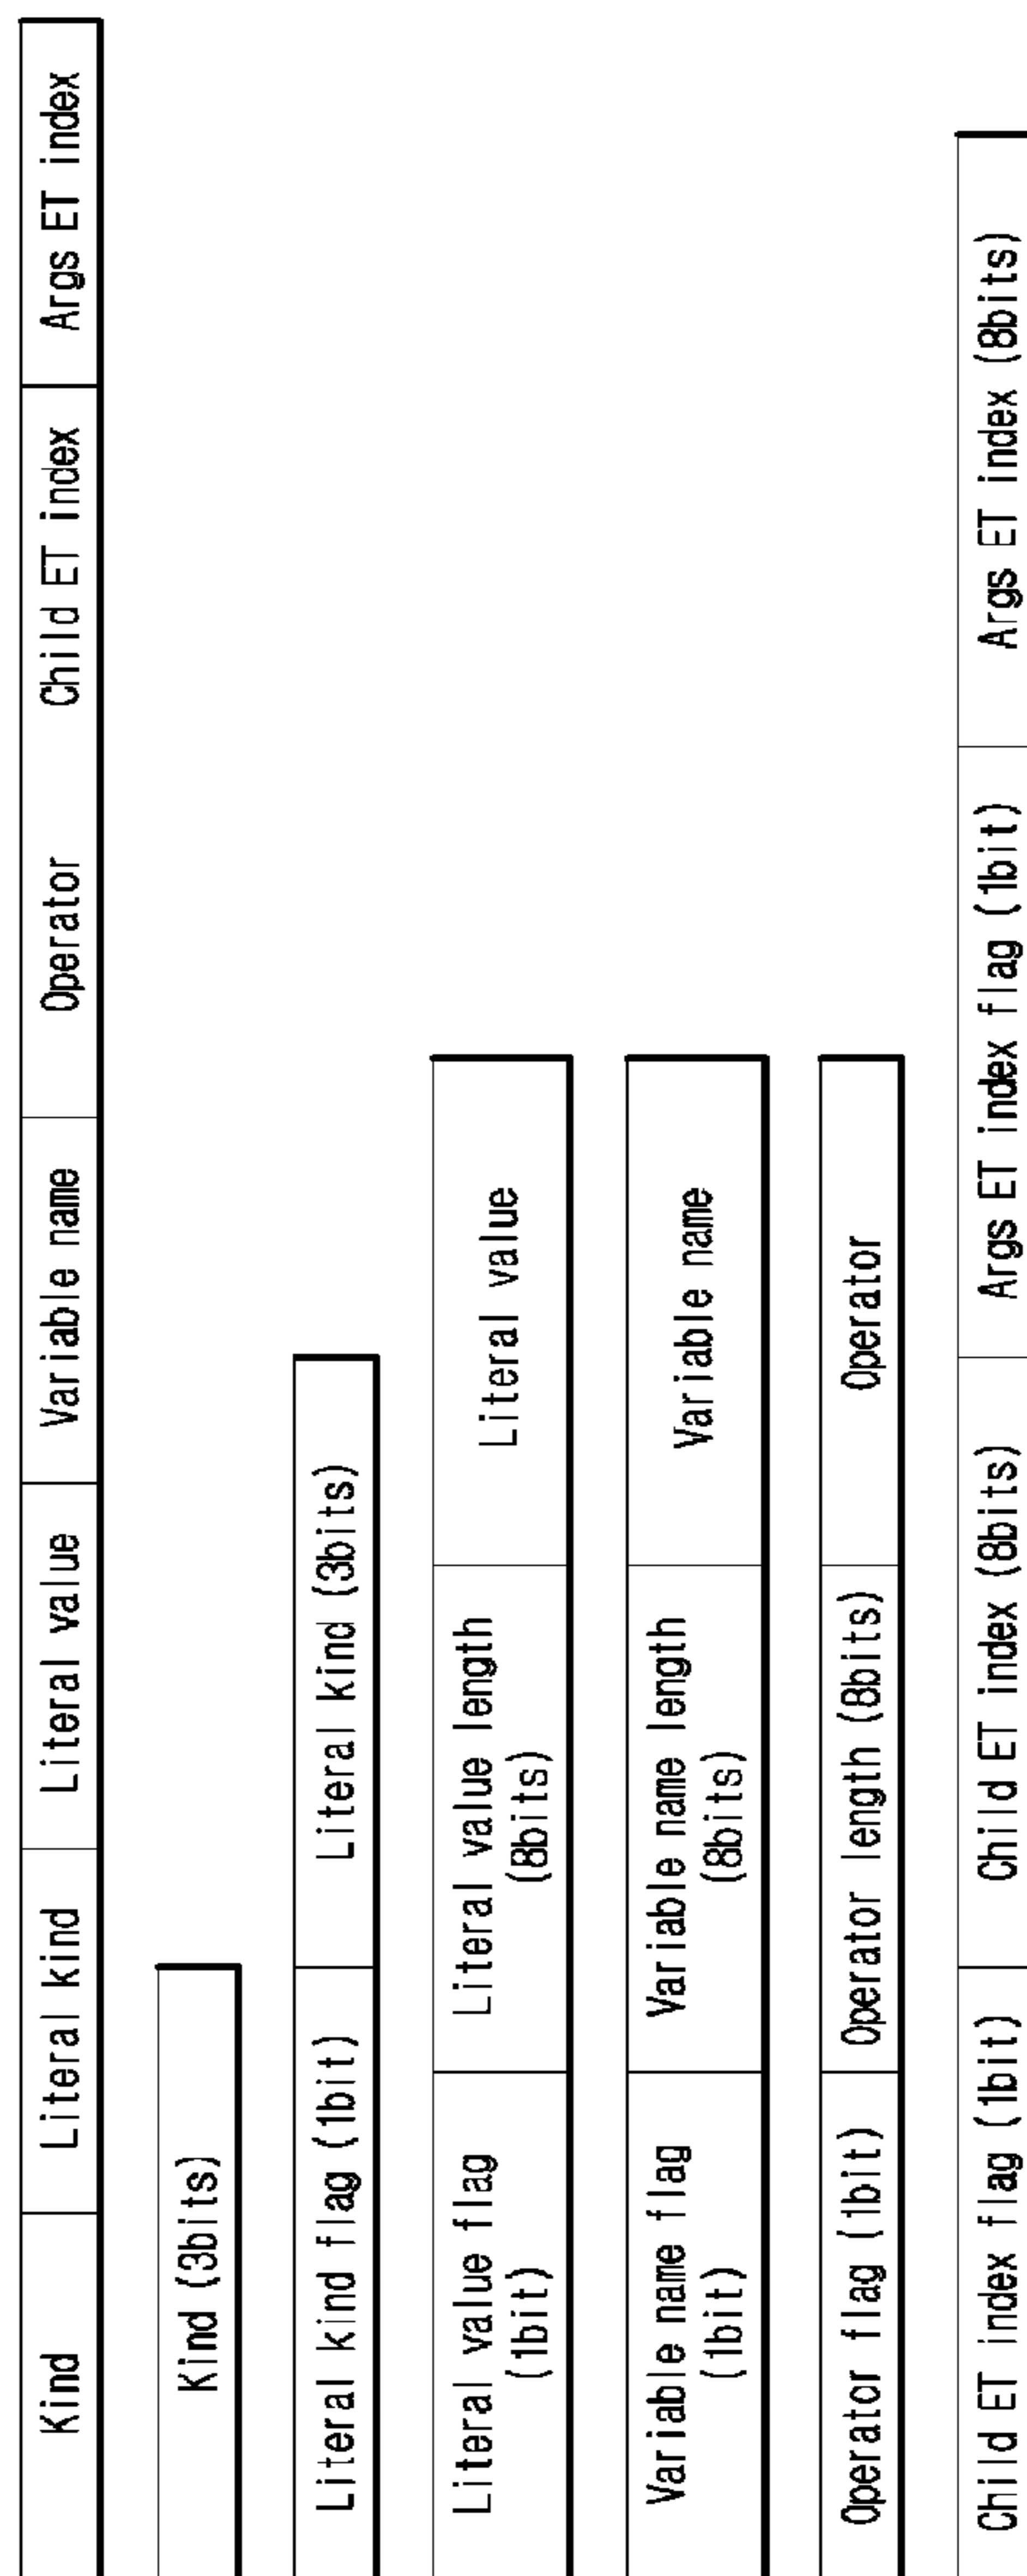 Kind
Literal kind
Literal value
Variable name
Operator
Child ET index
Args ET index
Kind (3bits)
Literal kind flag (1bit)
Literal kind (3bits)
Literal value flag
(1bit)
Literal value length
(8bits)
Literal value
Variable name flag
(1bit)
Variable name length
(8bits)
Variable name
Operator flag (1bit)
Operator length (8bits)
Operator
Child ET index flag (1bit)
Child ET index (8bits)
Args ET index flag (1bit)
Args ET index (8bits)